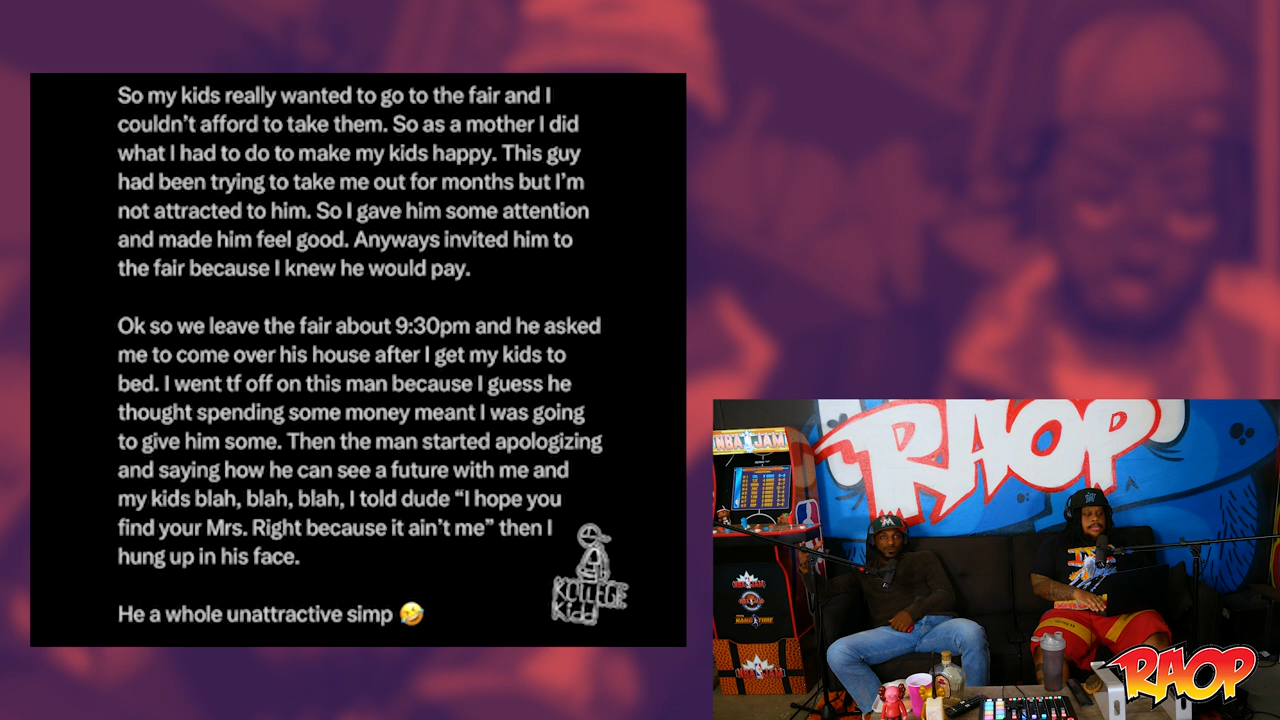 So my kids really wanted to go to the fair and I
couldn't afford to take them. So as a mother I did
what I had to do to make my kids happy. This guy
had been trying to take me out for months but I'm
not attracted to him. So I gave him some attention
and made him feel good. Anyways invited him to
the fair because I knew he would pay.
Ok so we leave the fair about 9:30pm and he asked
me to come over his house after I get my kids to
bed. I went tf off on this man because I guess he
thought spending some money meant I was going
to give him some. Then the man started apologizing
and saying how he can see a future with me and
my kids blah, blah, blah, I told dude “I hope you
find your Mrs. Right because it ain't me” then I
hung up in his face.
He a whole unattractive simp 🤣
KOLLEGE
Kidd
NBA JAM
RAOP
RAOP